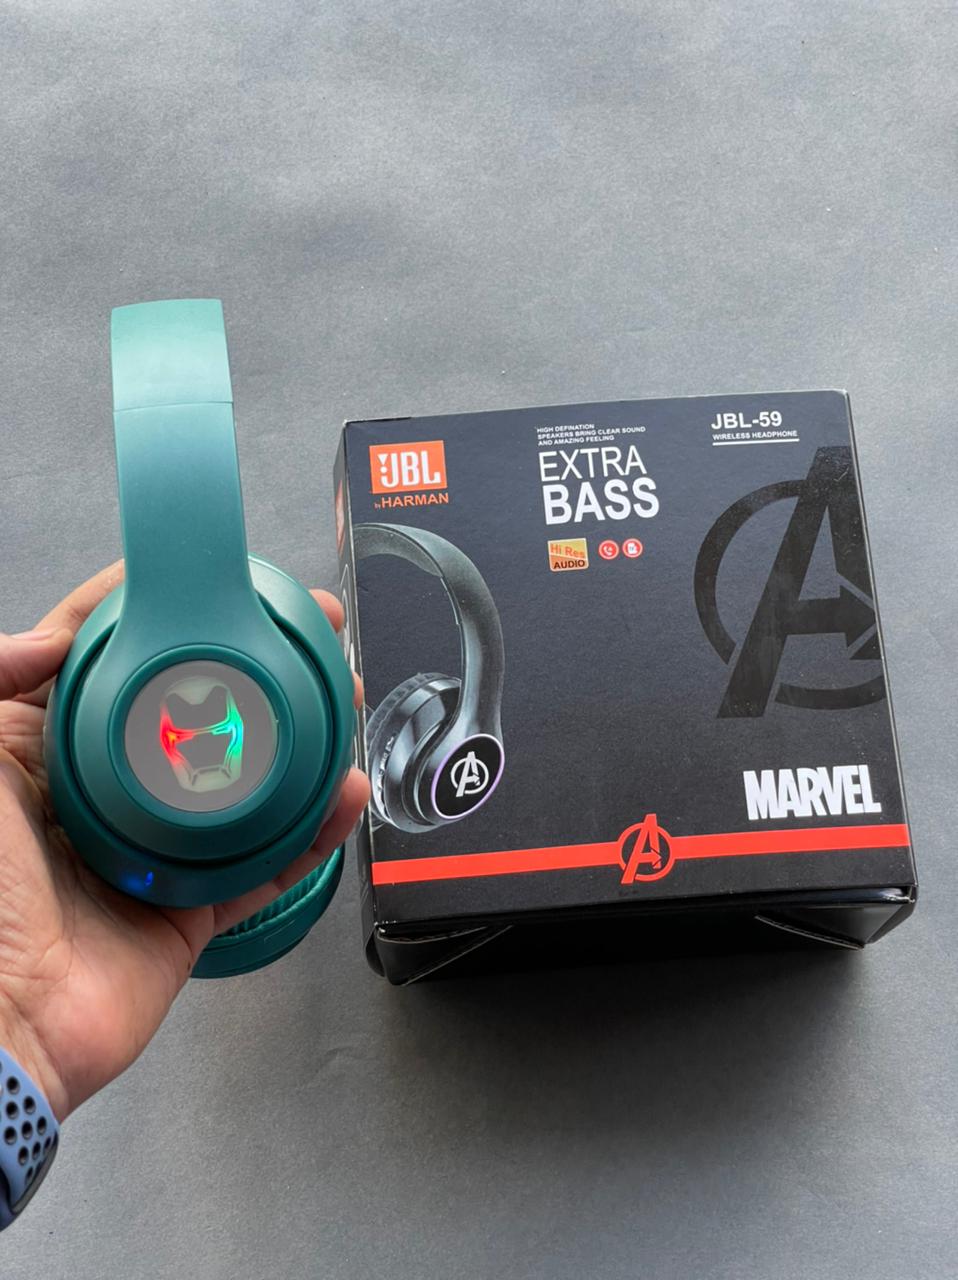 JBL
by HARMAN
HIGH DEFINATION
SPEAKERS BRING CLEAR SOUND
AND AMAZING FEELING
EXTRA
BASS
Hi Res
AUDIO
JBL-59
WIRELESS HEADPHONE
MARVEL